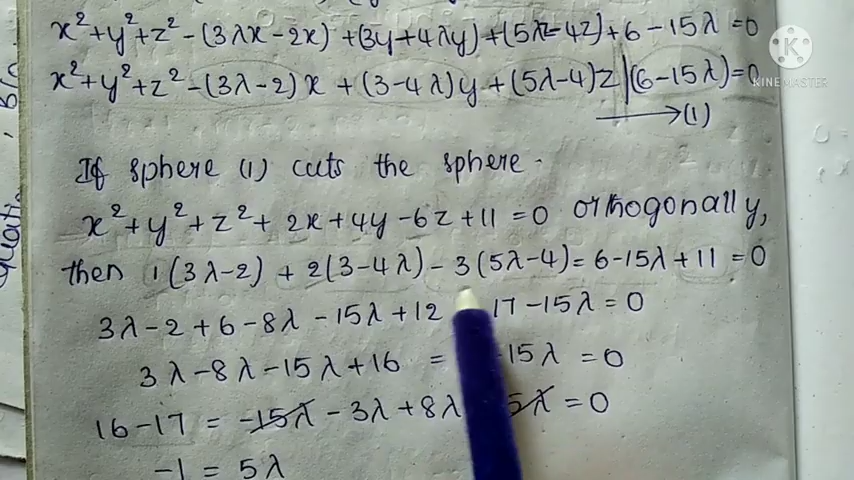 x²+y²+z² -(3λx-2x) +(3y+4λy)+(5λz-4z)+6-15λ=0
x²+y²+z² -(3λ-2)x +(3-4λ)y +(5λ-4)z |(6-15λ)=0
→(1)
K
KINEMASTER
If sphere (1) cuts the sphere.
x²+y²+z²+ 2x+4y -6z+11 =0 orthogonally,
then 1(3λ-2) + 2(3-4λ) -3(5λ-4)= 6-15λ+11 =0
3λ-2+6-8λ-15λ+12 17-15λ=0
3λ-8λ-15λ+16 = -15λ =0
16-17 = -15λ -3λ+8λ 5λ =0
-1 = 5λ